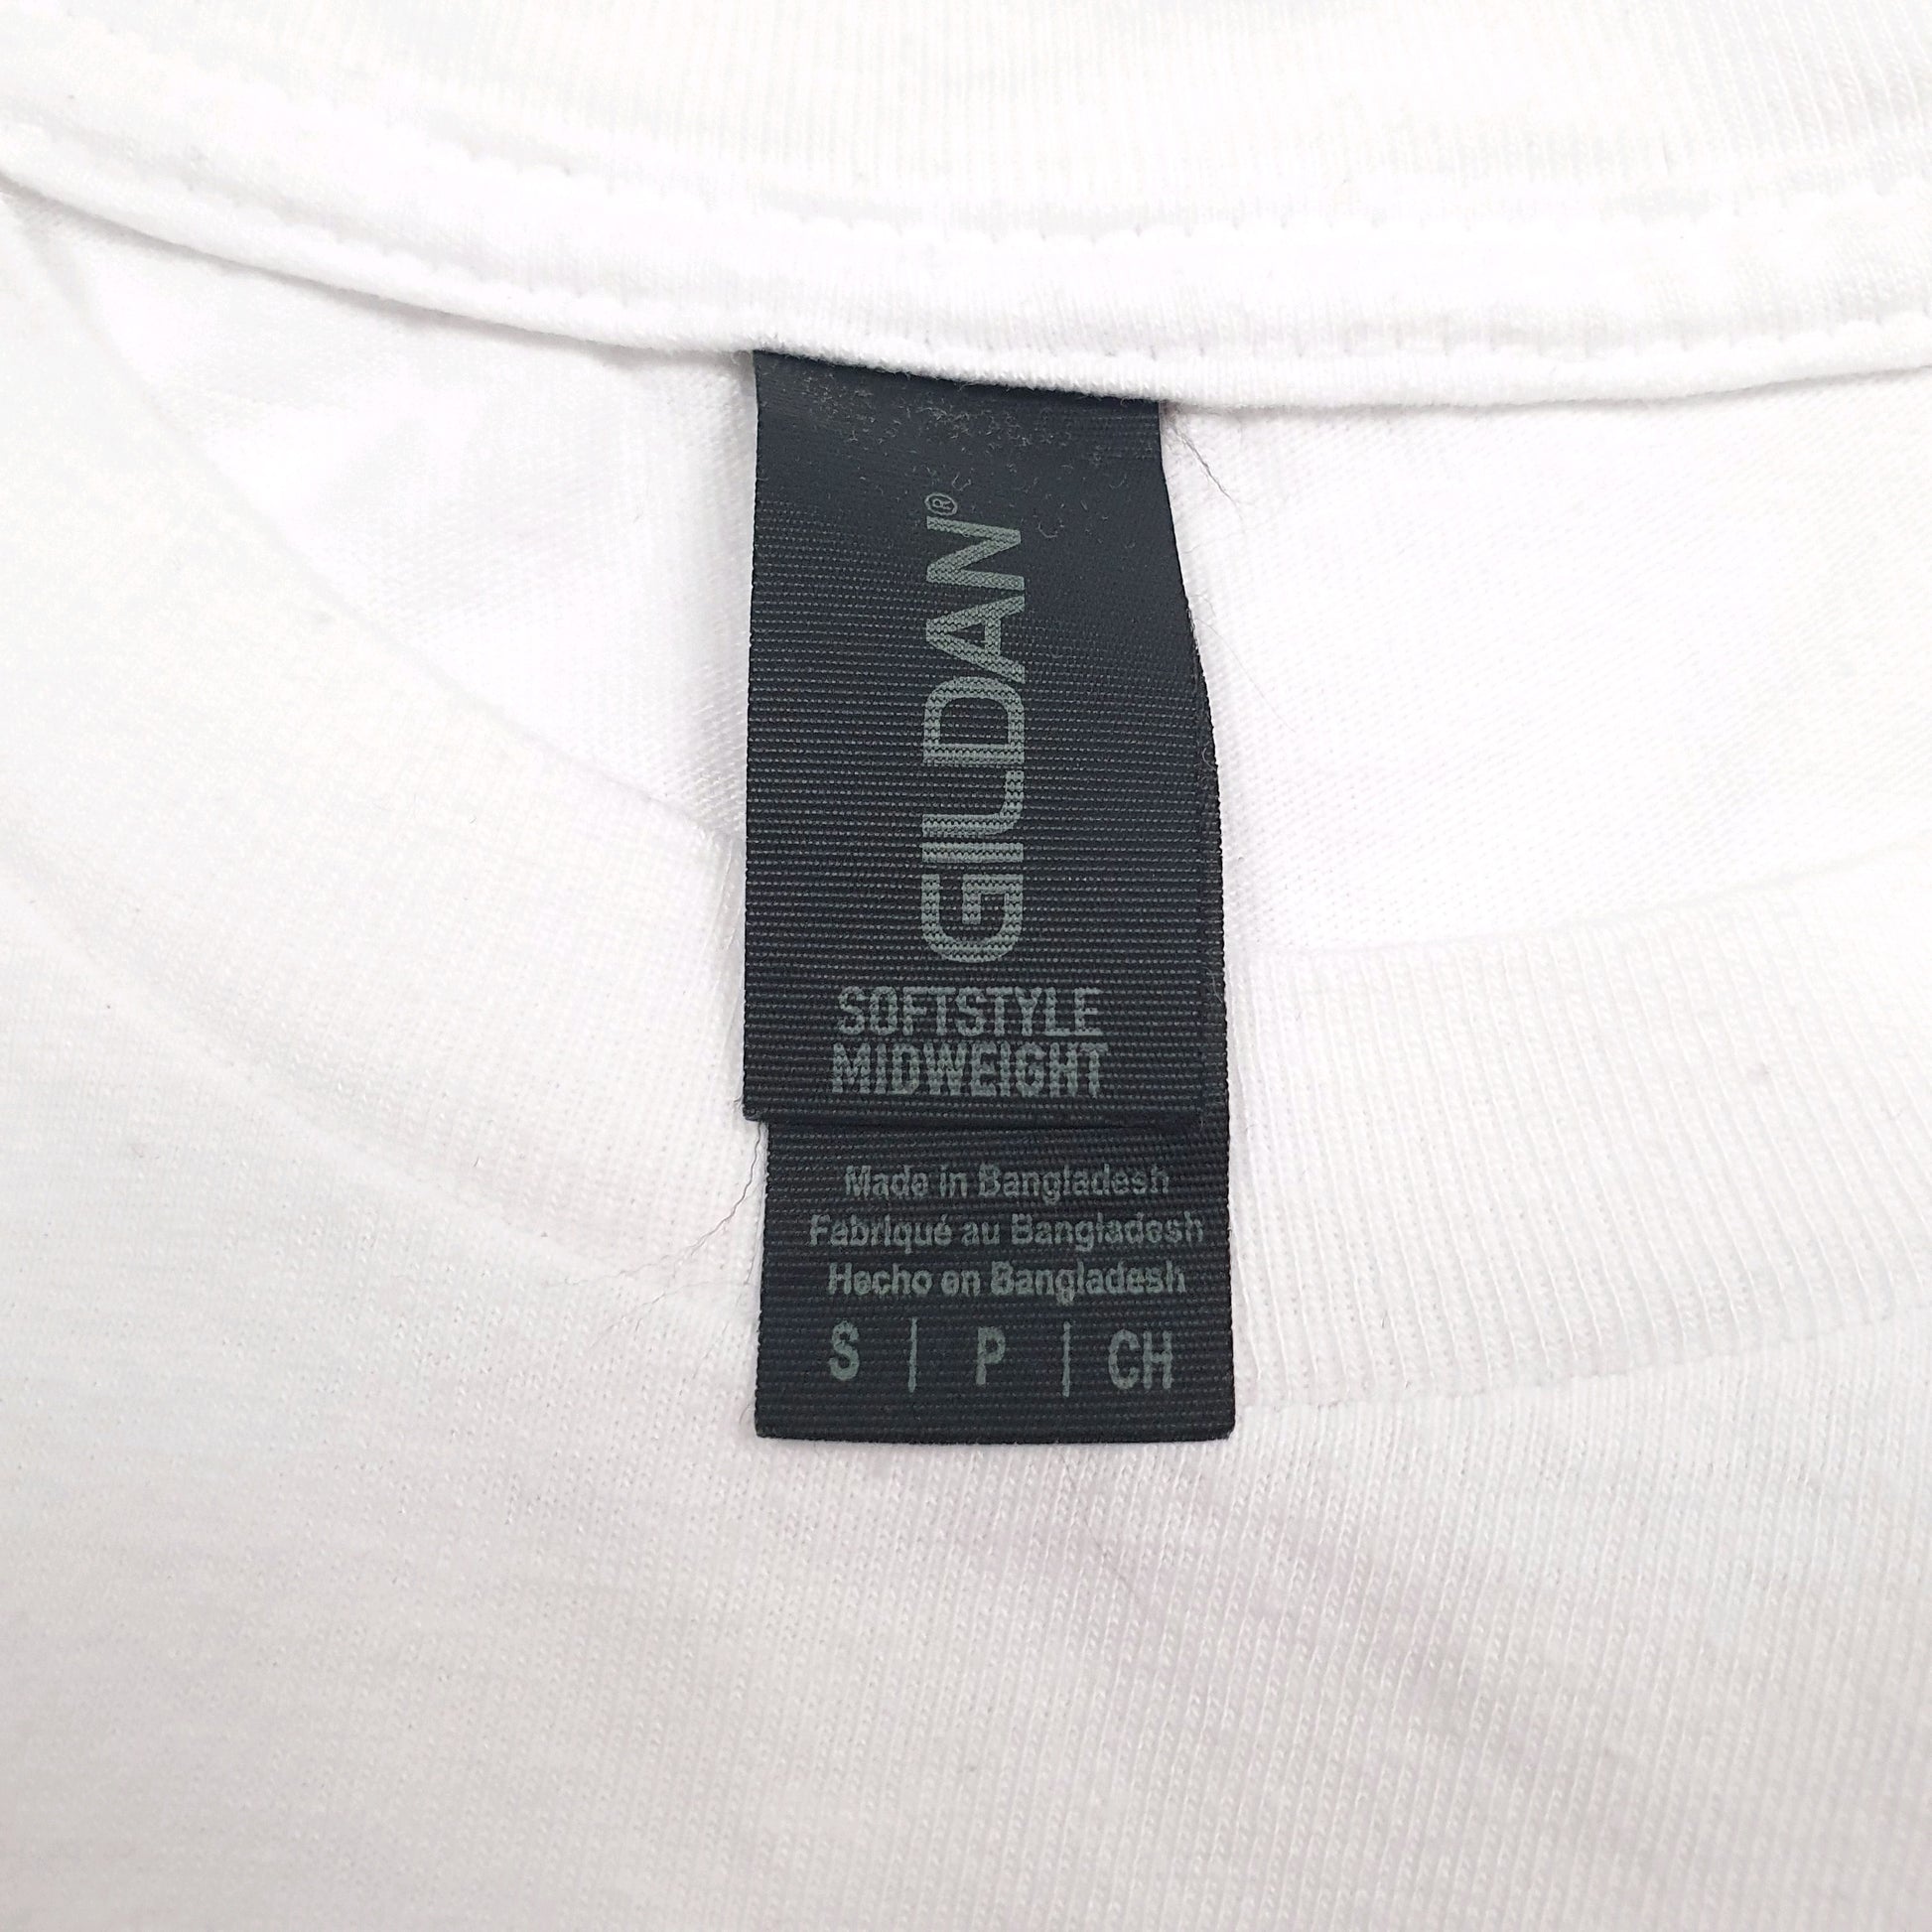 GILDAN®
SOFTSTYLE
MIDWEIGHT
Made in Bangladesh
Fabriqué au Bangladesh
Hecho en Bangladesh
S | P | CH